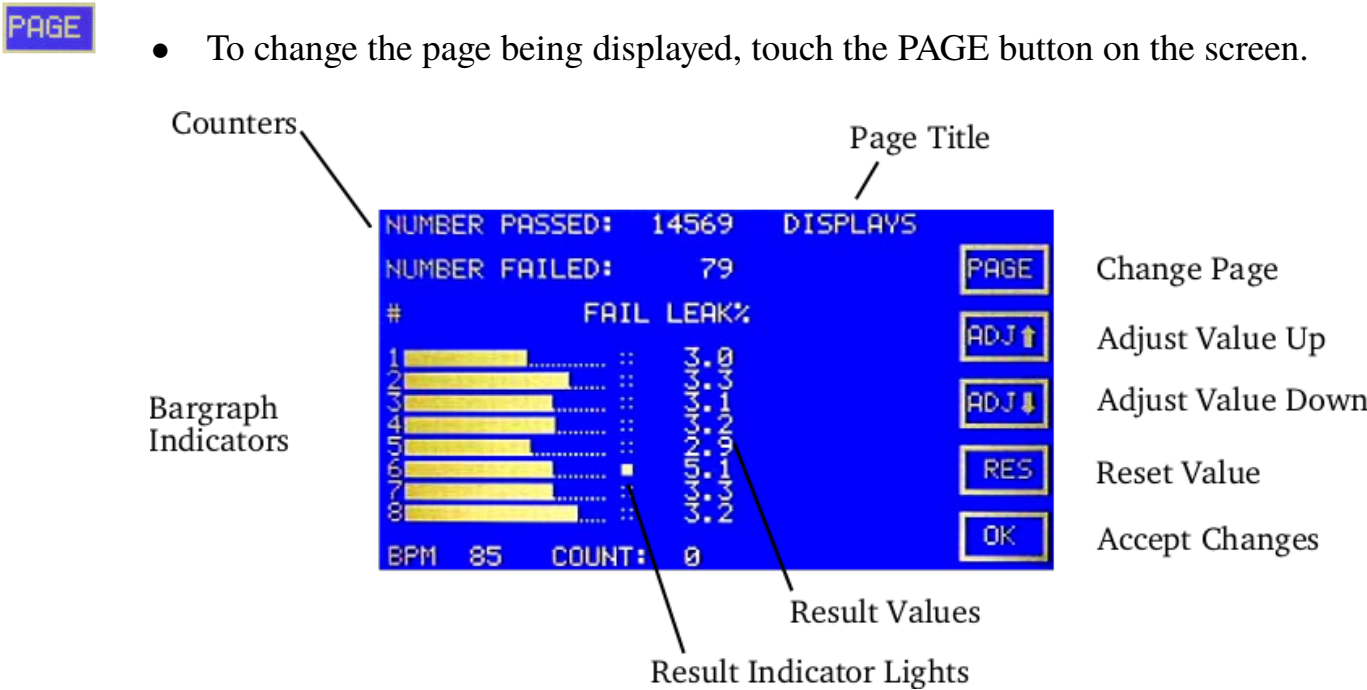 PAGE
• To change the page being displayed, touch the PAGE button on the screen.
Counters
Page Title
NUMBER PASSED: 14569 DISPLAYS
NUMBER FAILED: 79
PAGE Change Page
# FAIL LEAK%
ADJ⬆ Adjust Value Up
1 3.0
2 3.3
3 3.1
ADJ⬇ Adjust Value Down
Bargraph
Indicators
4 3.2
5 2.9
6 5.1
RES Reset Value
7 3.3
8 3.2
OK Accept Changes
BPM 85 COUNT: 0
Result Values
Result Indicator Lights